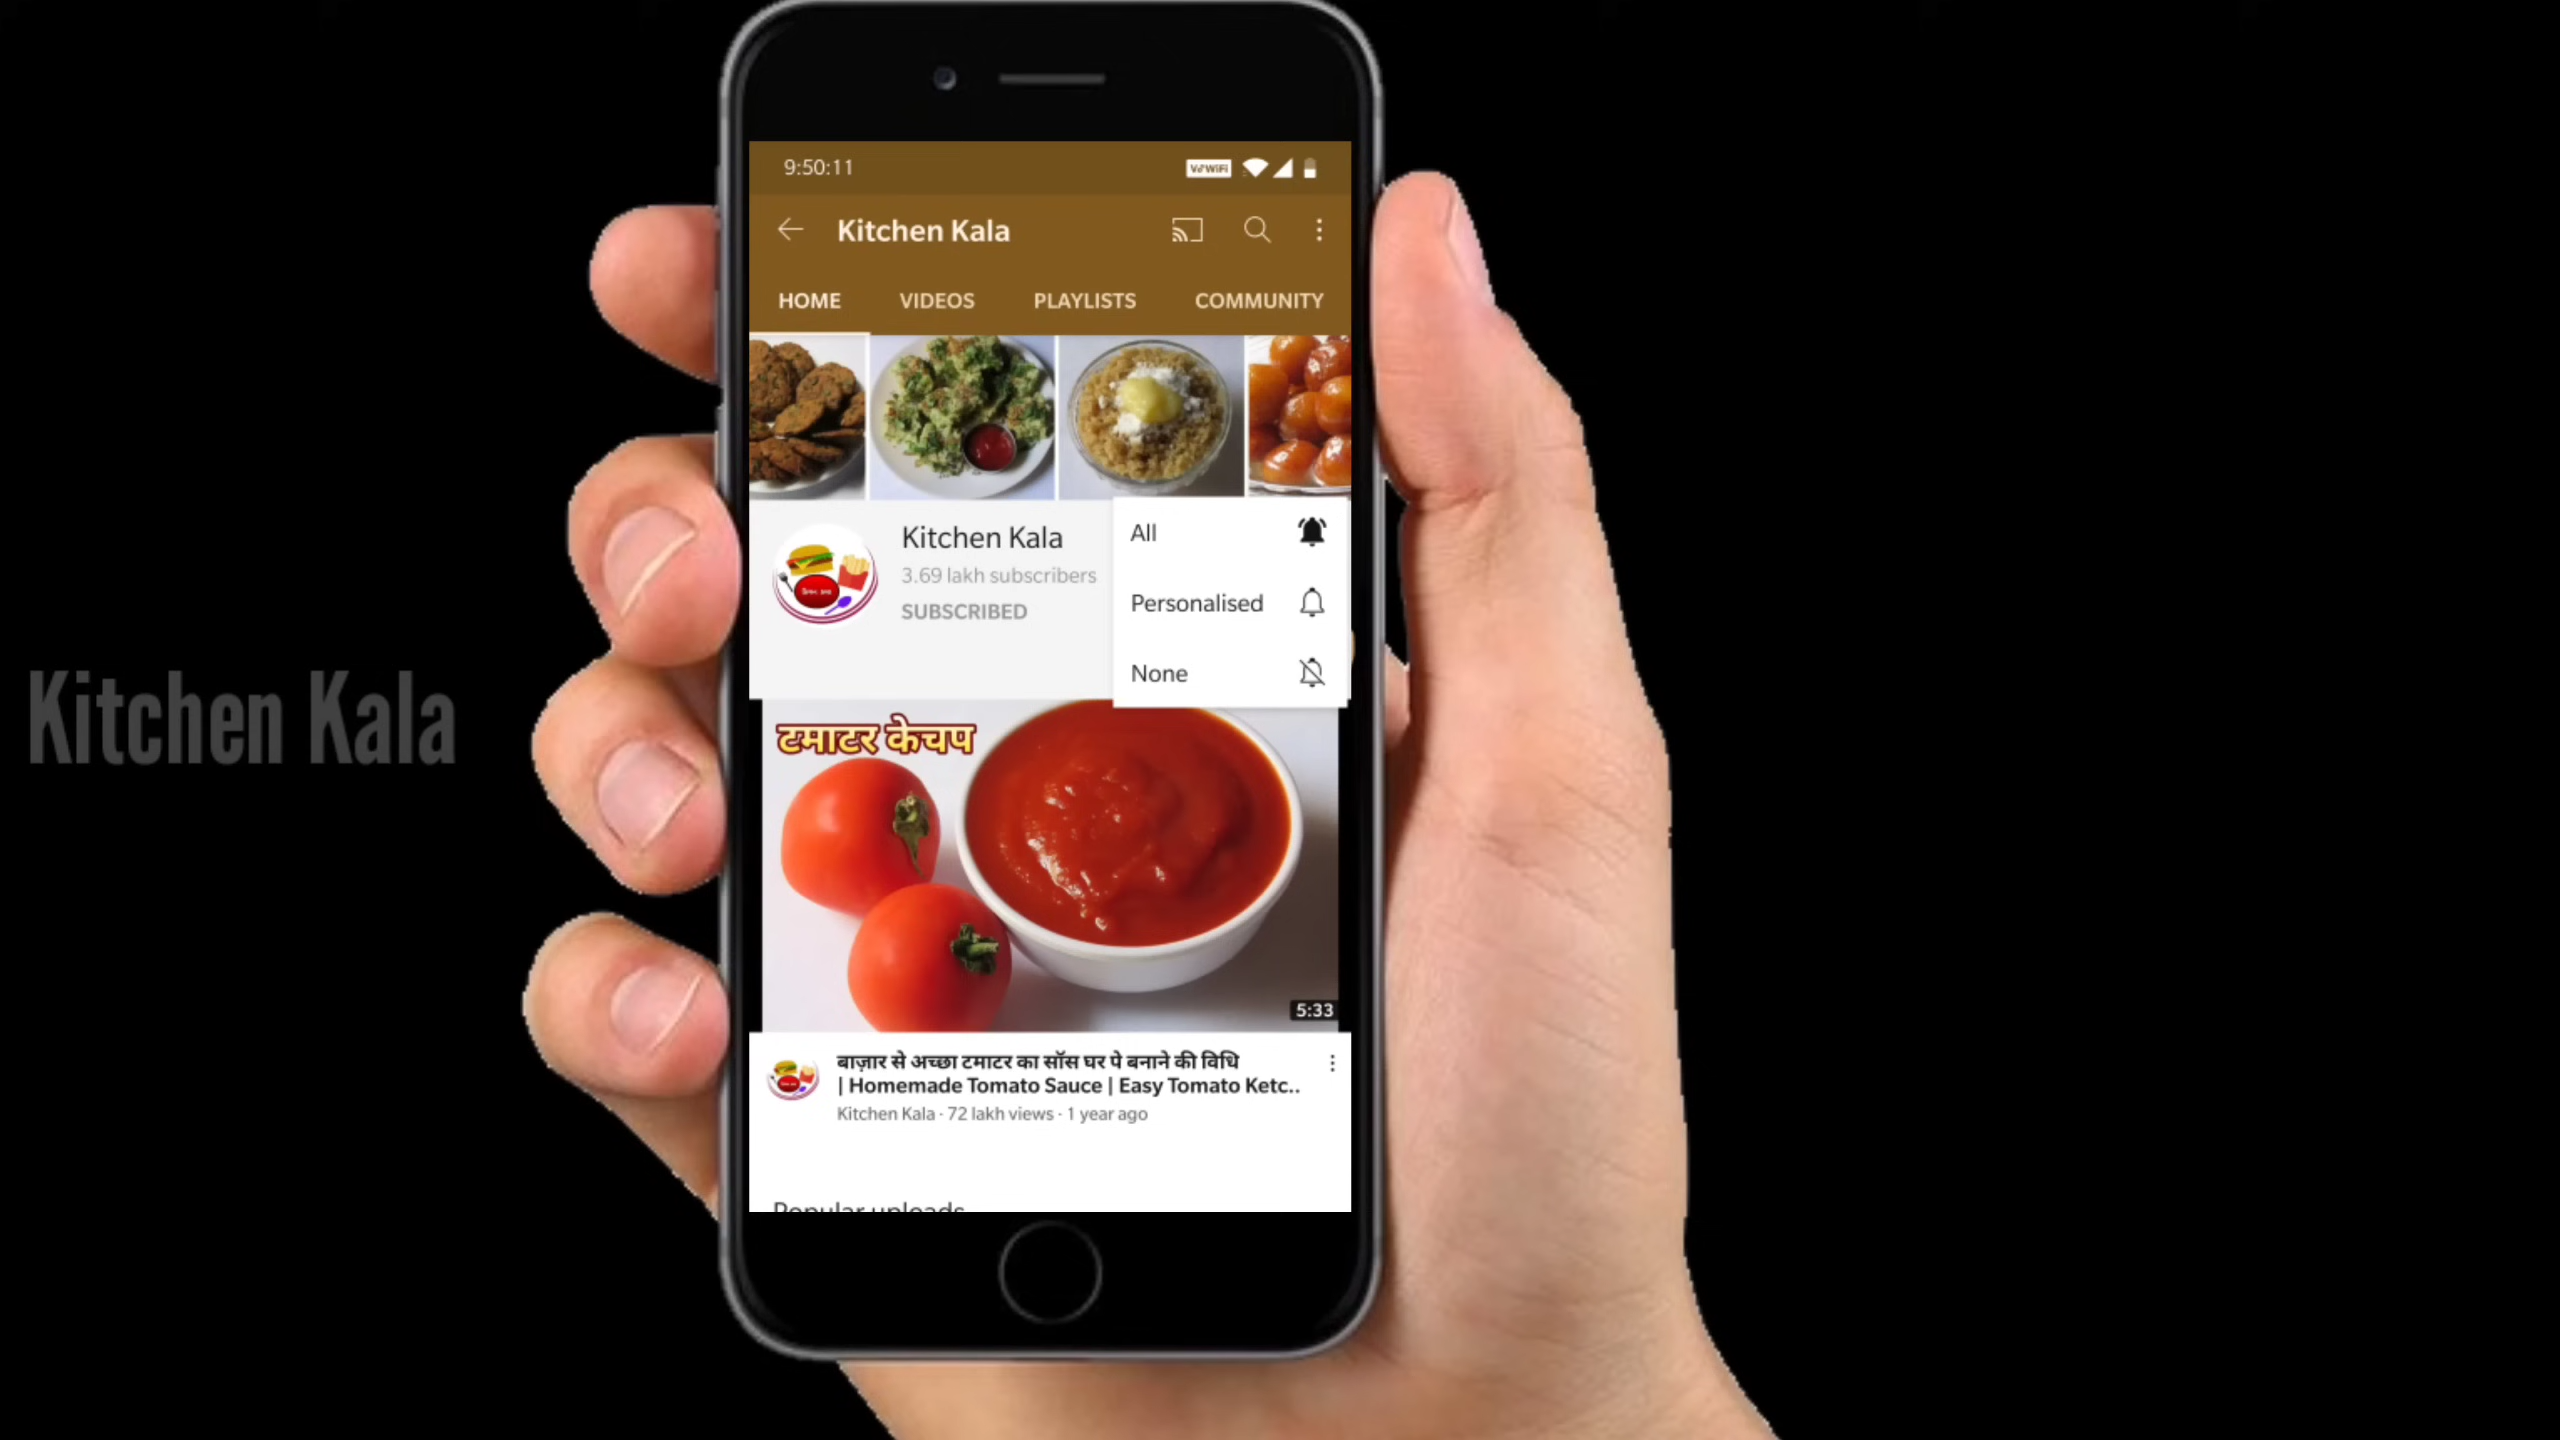 9:50:11
Kitchen Kala
HOME VIDEOS PLAYLISTS COMMUNITY
Kitchen Kala
3.69 lakh subscribers
SUBSCRIBED
All
Personalised
None
Kitchen Kala
टमाटर केचप
5:33
बाज़ार से अच्छा टमाटर का सॉस घर पे बनाने की विधि
| Homemade Tomato Sauce | Easy Tomato Ketc..
Kitchen Kala · 72 lakh views · 1 year ago
Popular uploads